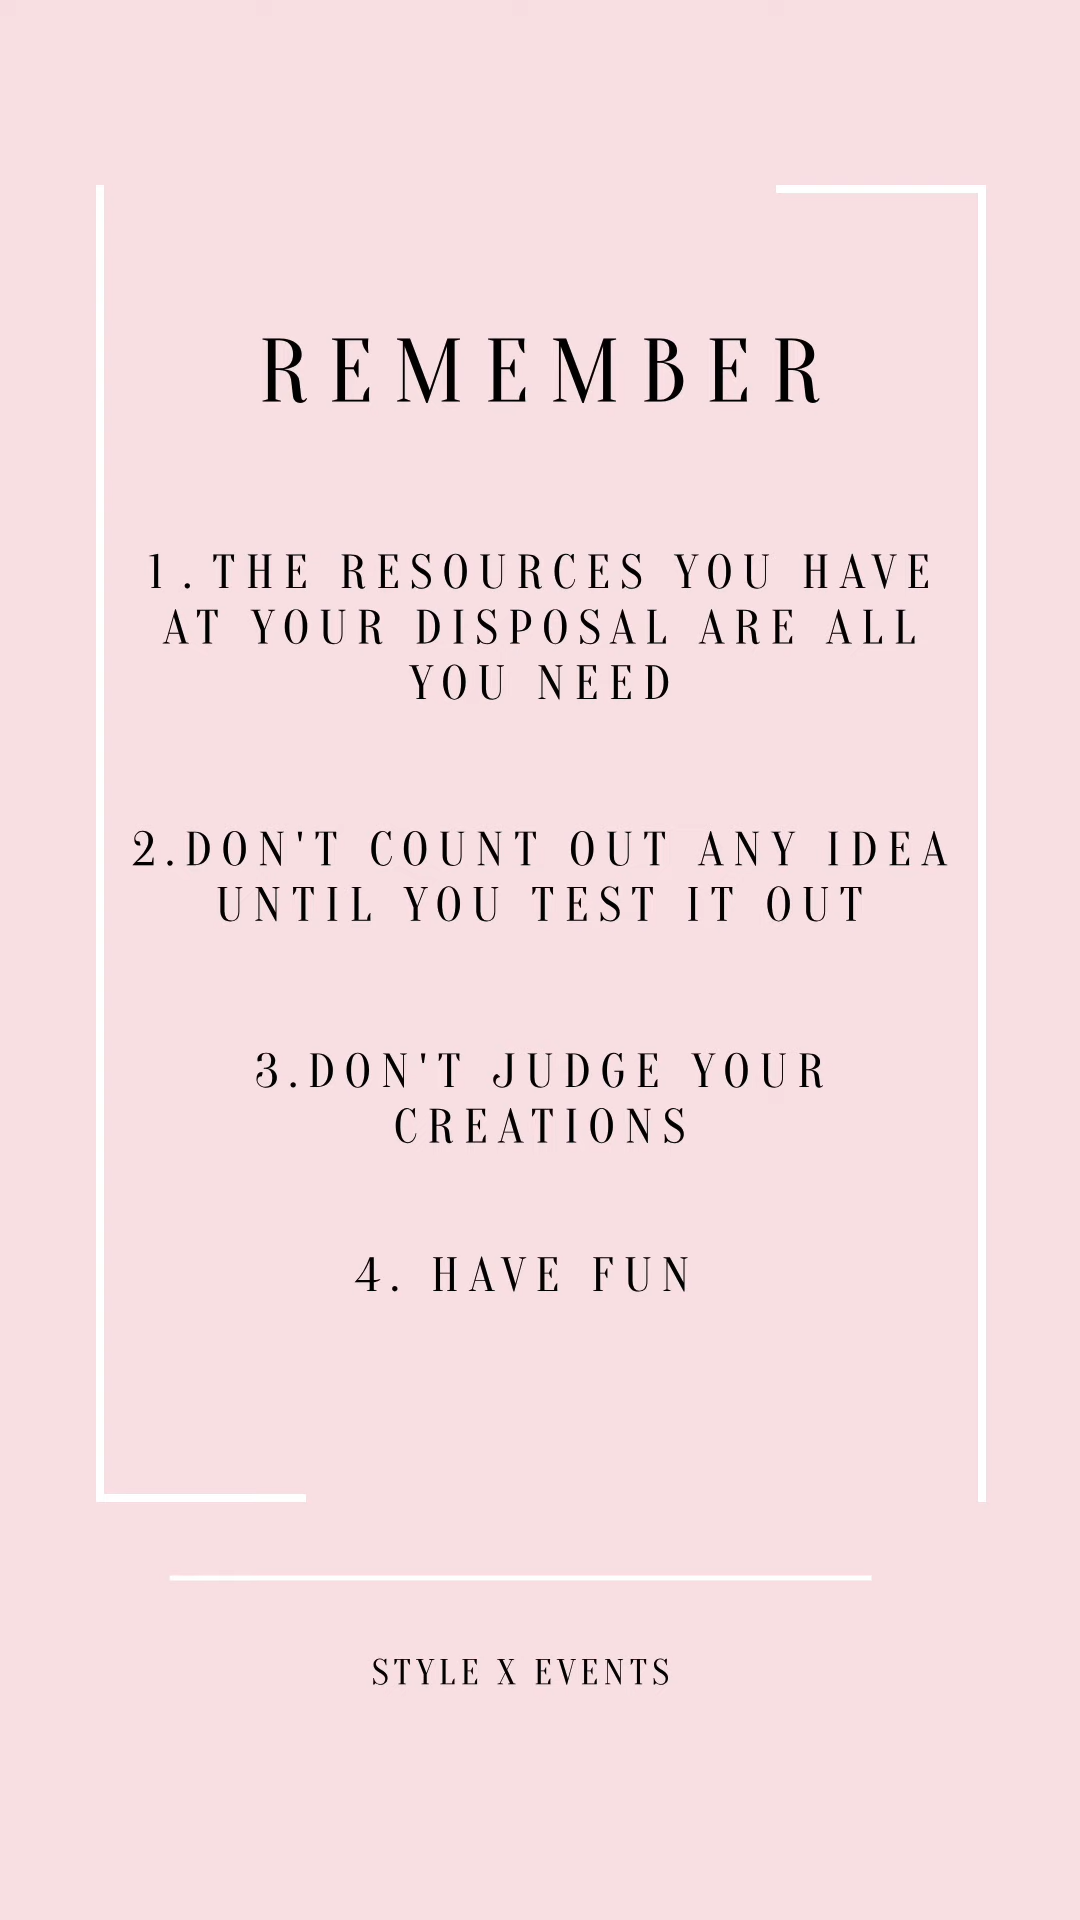 REMEMBER
1. THE RESOURCES YOU HAVE
AT YOUR DISPOSAL ARE ALL
YOU NEED
2.DON'T COUNT OUT ANY IDEA
UNTIL YOU TEST IT OUT
3.DON'T JUDGE YOUR
CREATIONS
4. HAVE FUN
STYLE X EVENTS